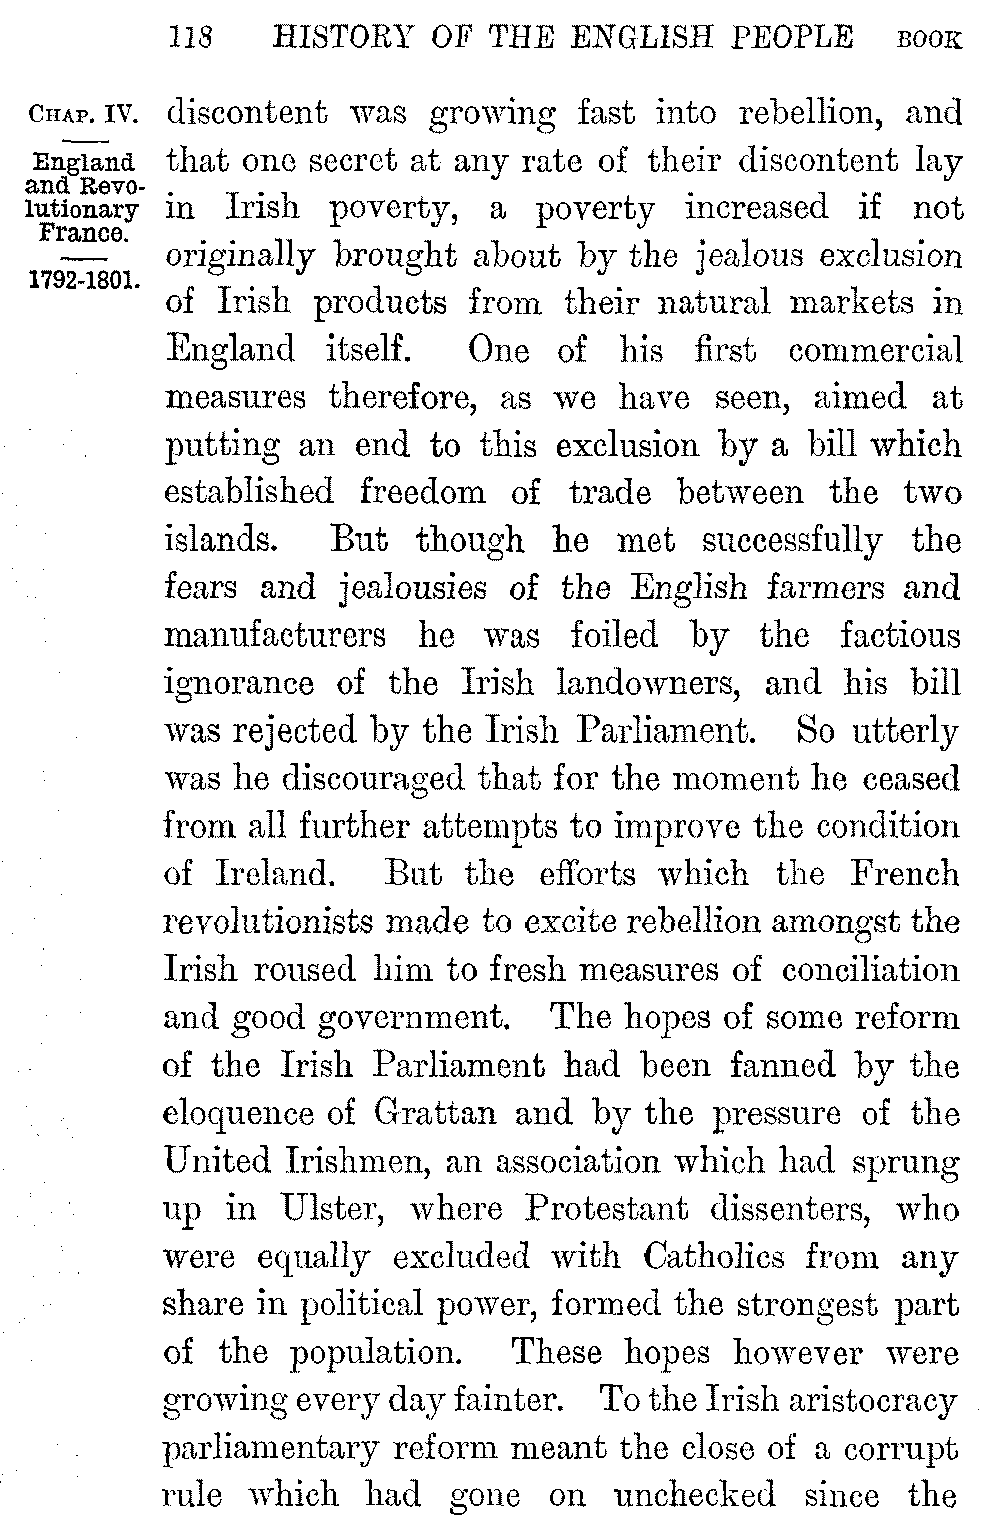 118 HISTORY OF THE ENGLISH PEOPLE BOOK
CHAP. IV.
England
and Revo-
lutionary
France.
1792-1801.
discontent was growing fast into rebellion, and
that one secret at any rate of their discontent lay
in Irish poverty, a poverty increased if not
originally brought about by the jealous exclusion
of Irish products from their natural markets in
England itself. One of his first commercial
measures therefore, as we have seen, aimed at
putting an end to this exclusion by a bill which
established freedom of trade between the two
islands. But though he met successfully the
fears and jealousies of the English farmers and
manufacturers he was foiled by the factious
ignorance of the Irish landowners, and his bill
was rejected by the Irish Parliament. So utterly
was he discouraged that for the moment he ceased
from all further attempts to improve the condition
of Ireland. But the efforts which the French
revolutionists made to excite rebellion amongst the
Irish roused him to fresh measures of conciliation
and good government. The hopes of some reform
of the Irish Parliament had been fanned by the
eloquence of Grattan and by the pressure of the
United Irishmen, an association which had sprung
up in Ulster, where Protestant dissenters, who
were equally excluded with Catholics from any
share in political power, formed the strongest part
of the population. These hopes however were
growing every day fainter. To the Irish aristocracy
parliamentary reform meant the close of a corrupt
rule which had gone on unchecked since the